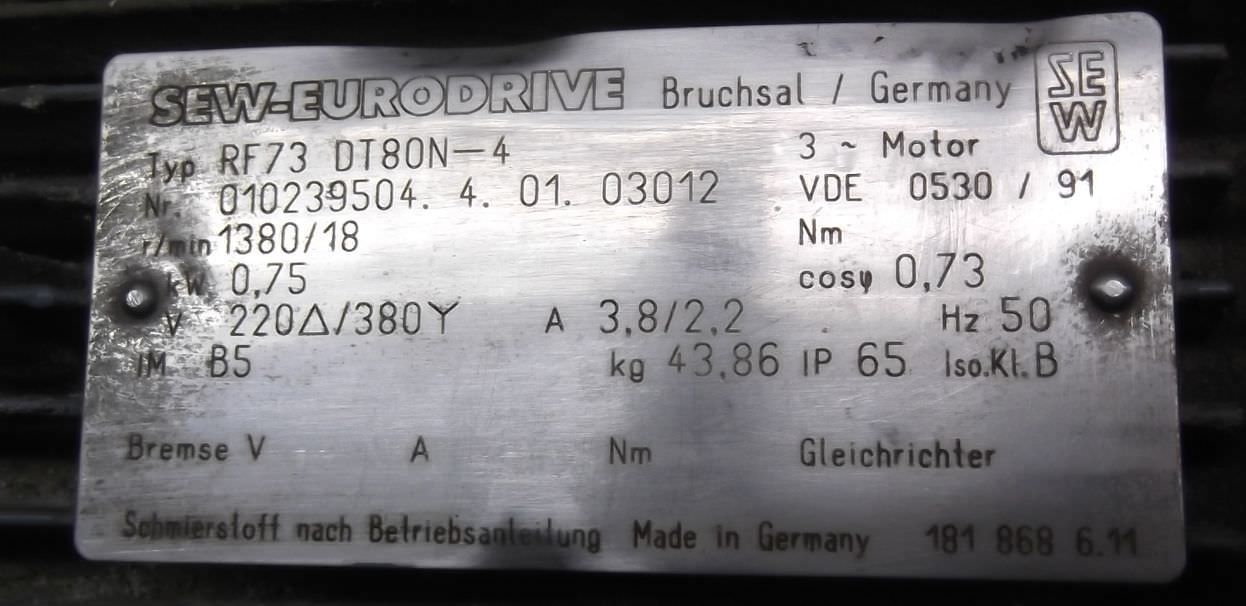 SEW-EURODRIVE Bruchsal / Germany SEW
Typ RF73 DT80N-4 3 ~ Motor
Nr. 010239504. 4. 01. 03012 VDE 0530 / 91
r/min 1380/18 Nm
kW 0,75 cosφ 0,73
V 220Δ/380Y A 3,8/2,2 Hz 50
IM B5 kg 43,86 IP 65 Iso.Kl. B
Bremse V A Nm Gleichrichter
Schmierstoff nach Betriebsanleitung Made in Germany 181 868 6.11